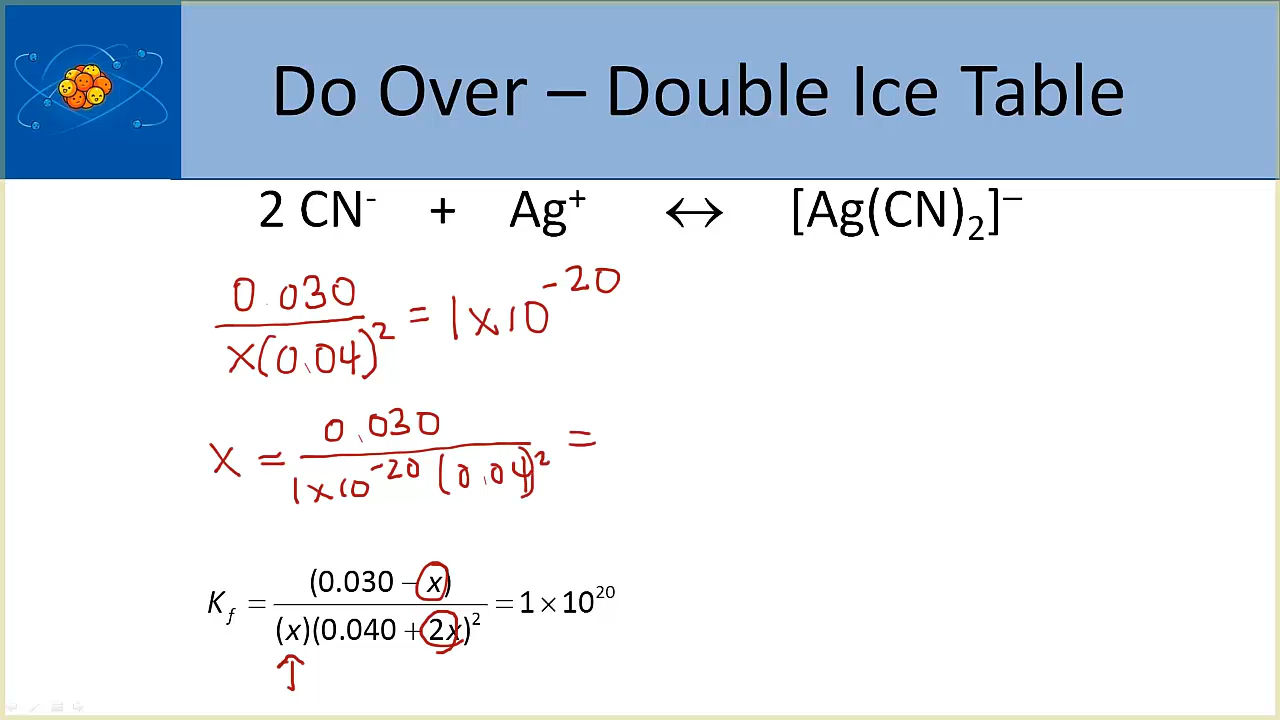 Do Over – Double Ice Table
2 CN⁻ + Ag⁺ ↔ [Ag(CN)₂]⁻
0.030 / x(0.04)² = 1x10⁻²⁰
x = 0.030 / 1x10⁻²⁰ (0.04)² =
K_f = (0.030 − x) / (x)(0.040 + 2x)² = 1 × 10²⁰